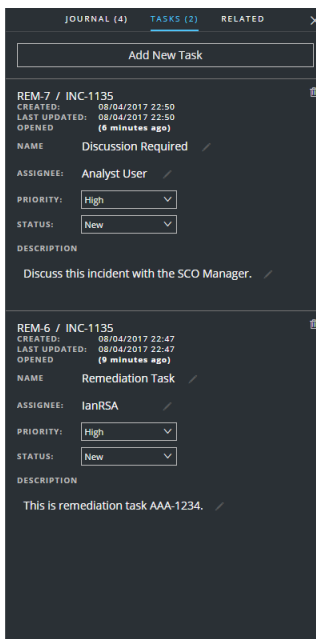 JOURNAL (4) TASKS (2) RELATED
Add New Task
REM-7 / INC-1135
CREATED: 08/04/2017 22:50
LAST UPDATED: 08/04/2017 22:50
OPENED (6 minutes ago)
NAME Discussion Required
ASSIGNEE: Analyst User
PRIORITY: High
STATUS: New
DESCRIPTION
Discuss this incident with the SCO Manager.
REM-6 / INC-1135
CREATED: 08/04/2017 22:47
LAST UPDATED: 08/04/2017 22:47
OPENED (9 minutes ago)
NAME Remediation Task
ASSIGNEE: IanRSA
PRIORITY: High
STATUS: New
DESCRIPTION
This is remediation task AAA-1234.